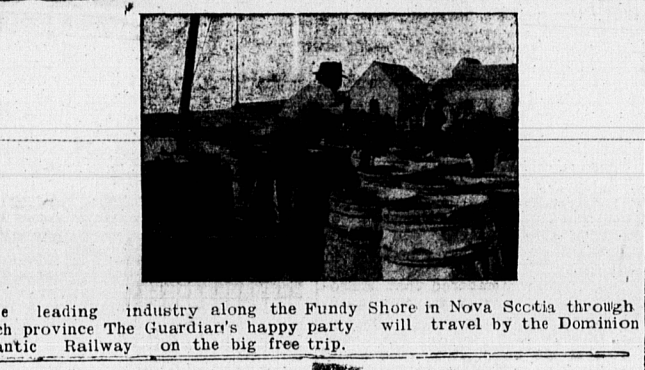 e leading industry along the Fundy Shore in Nova Scotia through
ch province The Guardian's happy party will travel by the Dominion
antic Railway on the big free trip.